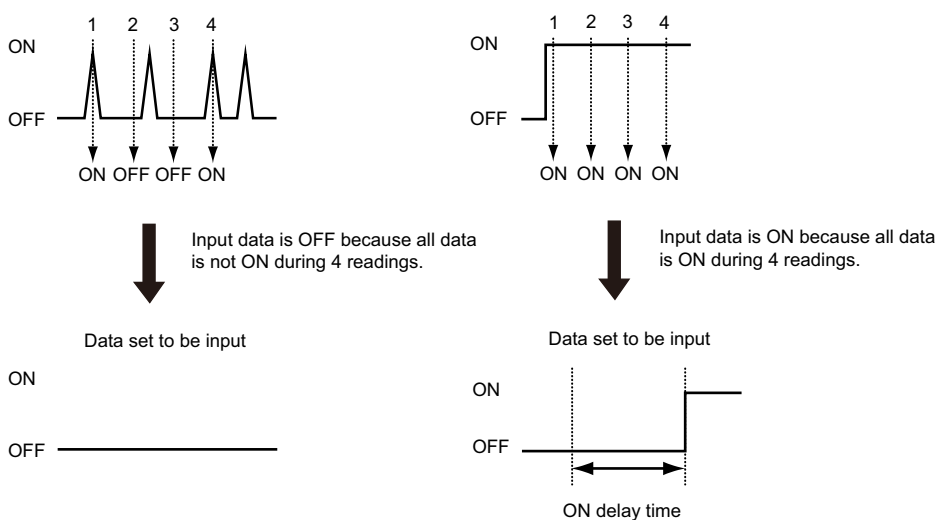 1 2 3 4
ON
OFF
ON OFF OFF ON
Input data is OFF because all data
is not ON during 4 readings.
Data set to be input
ON
OFF
1 2 3 4
ON
OFF
ON ON ON ON
Input data is ON because all data
is ON during 4 readings.
Data set to be input
ON
OFF
ON delay time